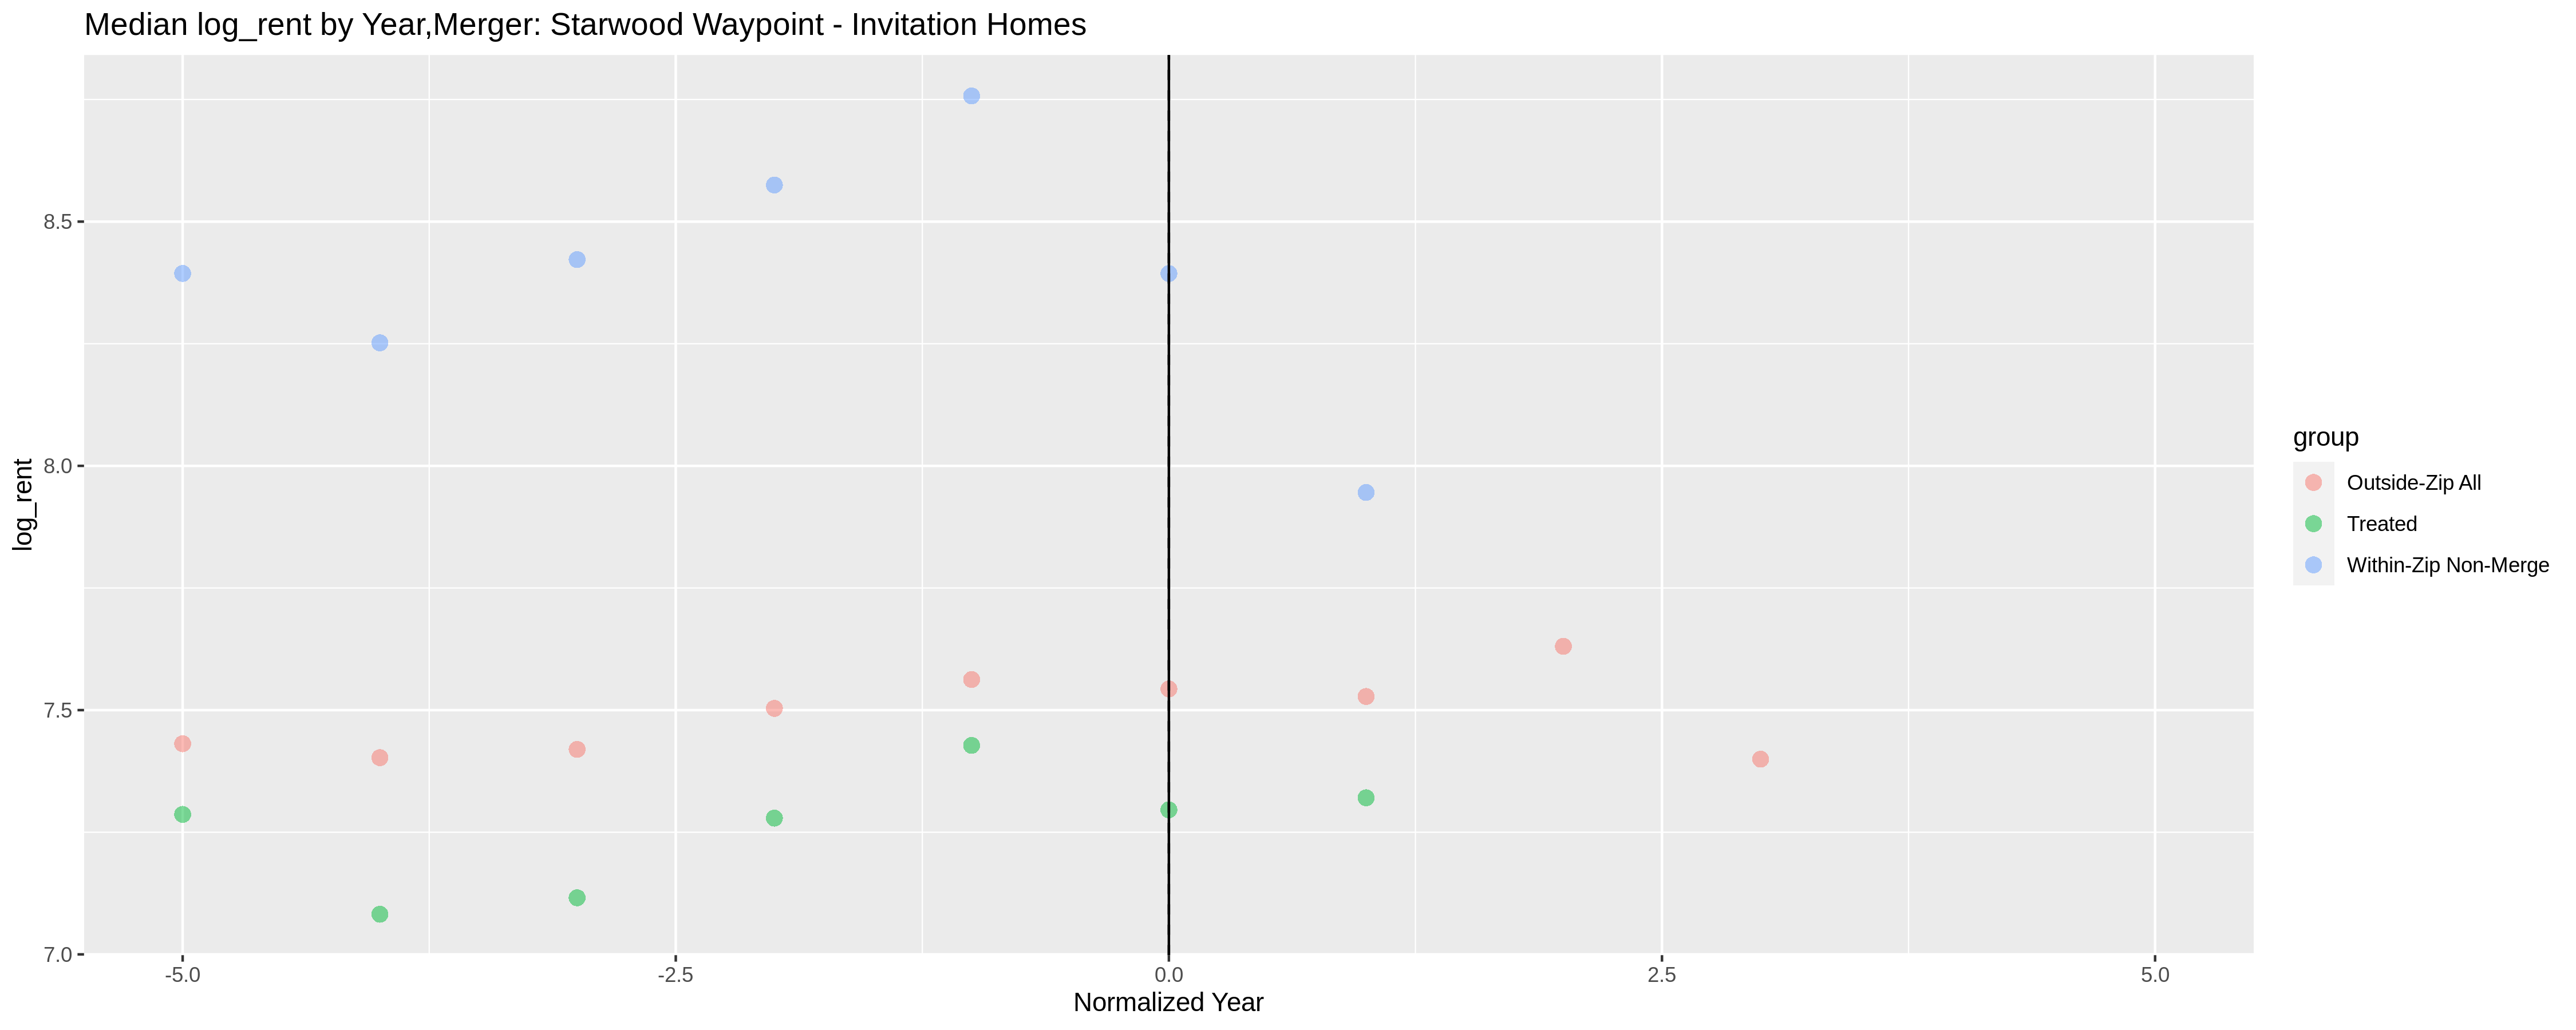 Median log_rent by Year,Merger: Starwood Waypoint - Invitation Homes
log_rent
8.5
8.0
7.5
7.0
-5.0
-2.5
0.0
2.5
5.0
Normalized Year
group
Outside-Zip All
Treated
Within-Zip Non-Merge